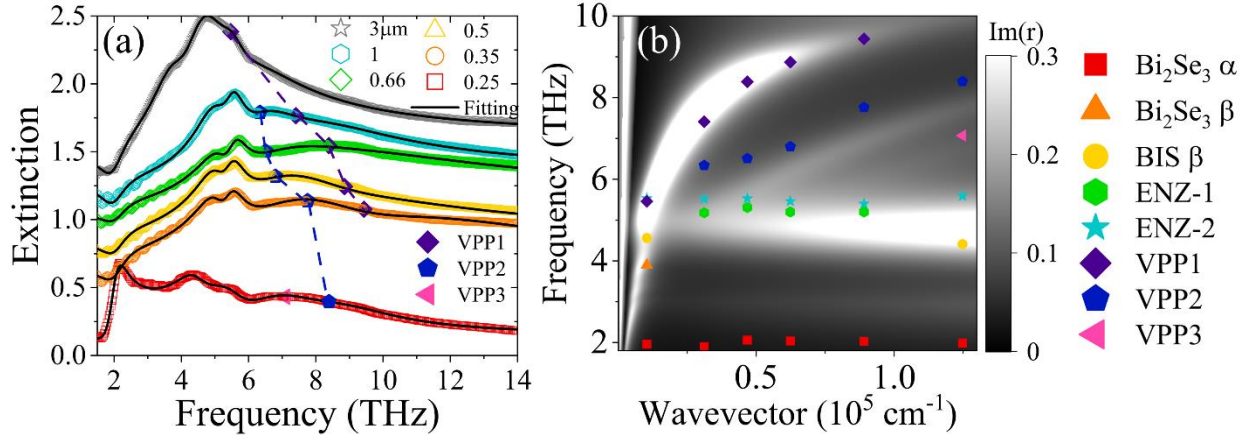 (a)
3μm
1
0.66
0.5
0.35
0.25
Fitting
VPP1
VPP2
VPP3
Extinction
2.5
2.0
1.5
1.0
0.5
0.0
2 4 6 8 10 12 14
Frequency (THz)
(b)
Frequency (THz)
10
8
6
4
2
0.5 1.0
Wavevector (10⁵ cm⁻¹)
Im(r)
0.3
0.2
0.1
0
Bi₂Se₃ α
Bi₂Se₃ β
BIS β
ENZ-1
ENZ-2
VPP1
VPP2
VPP3